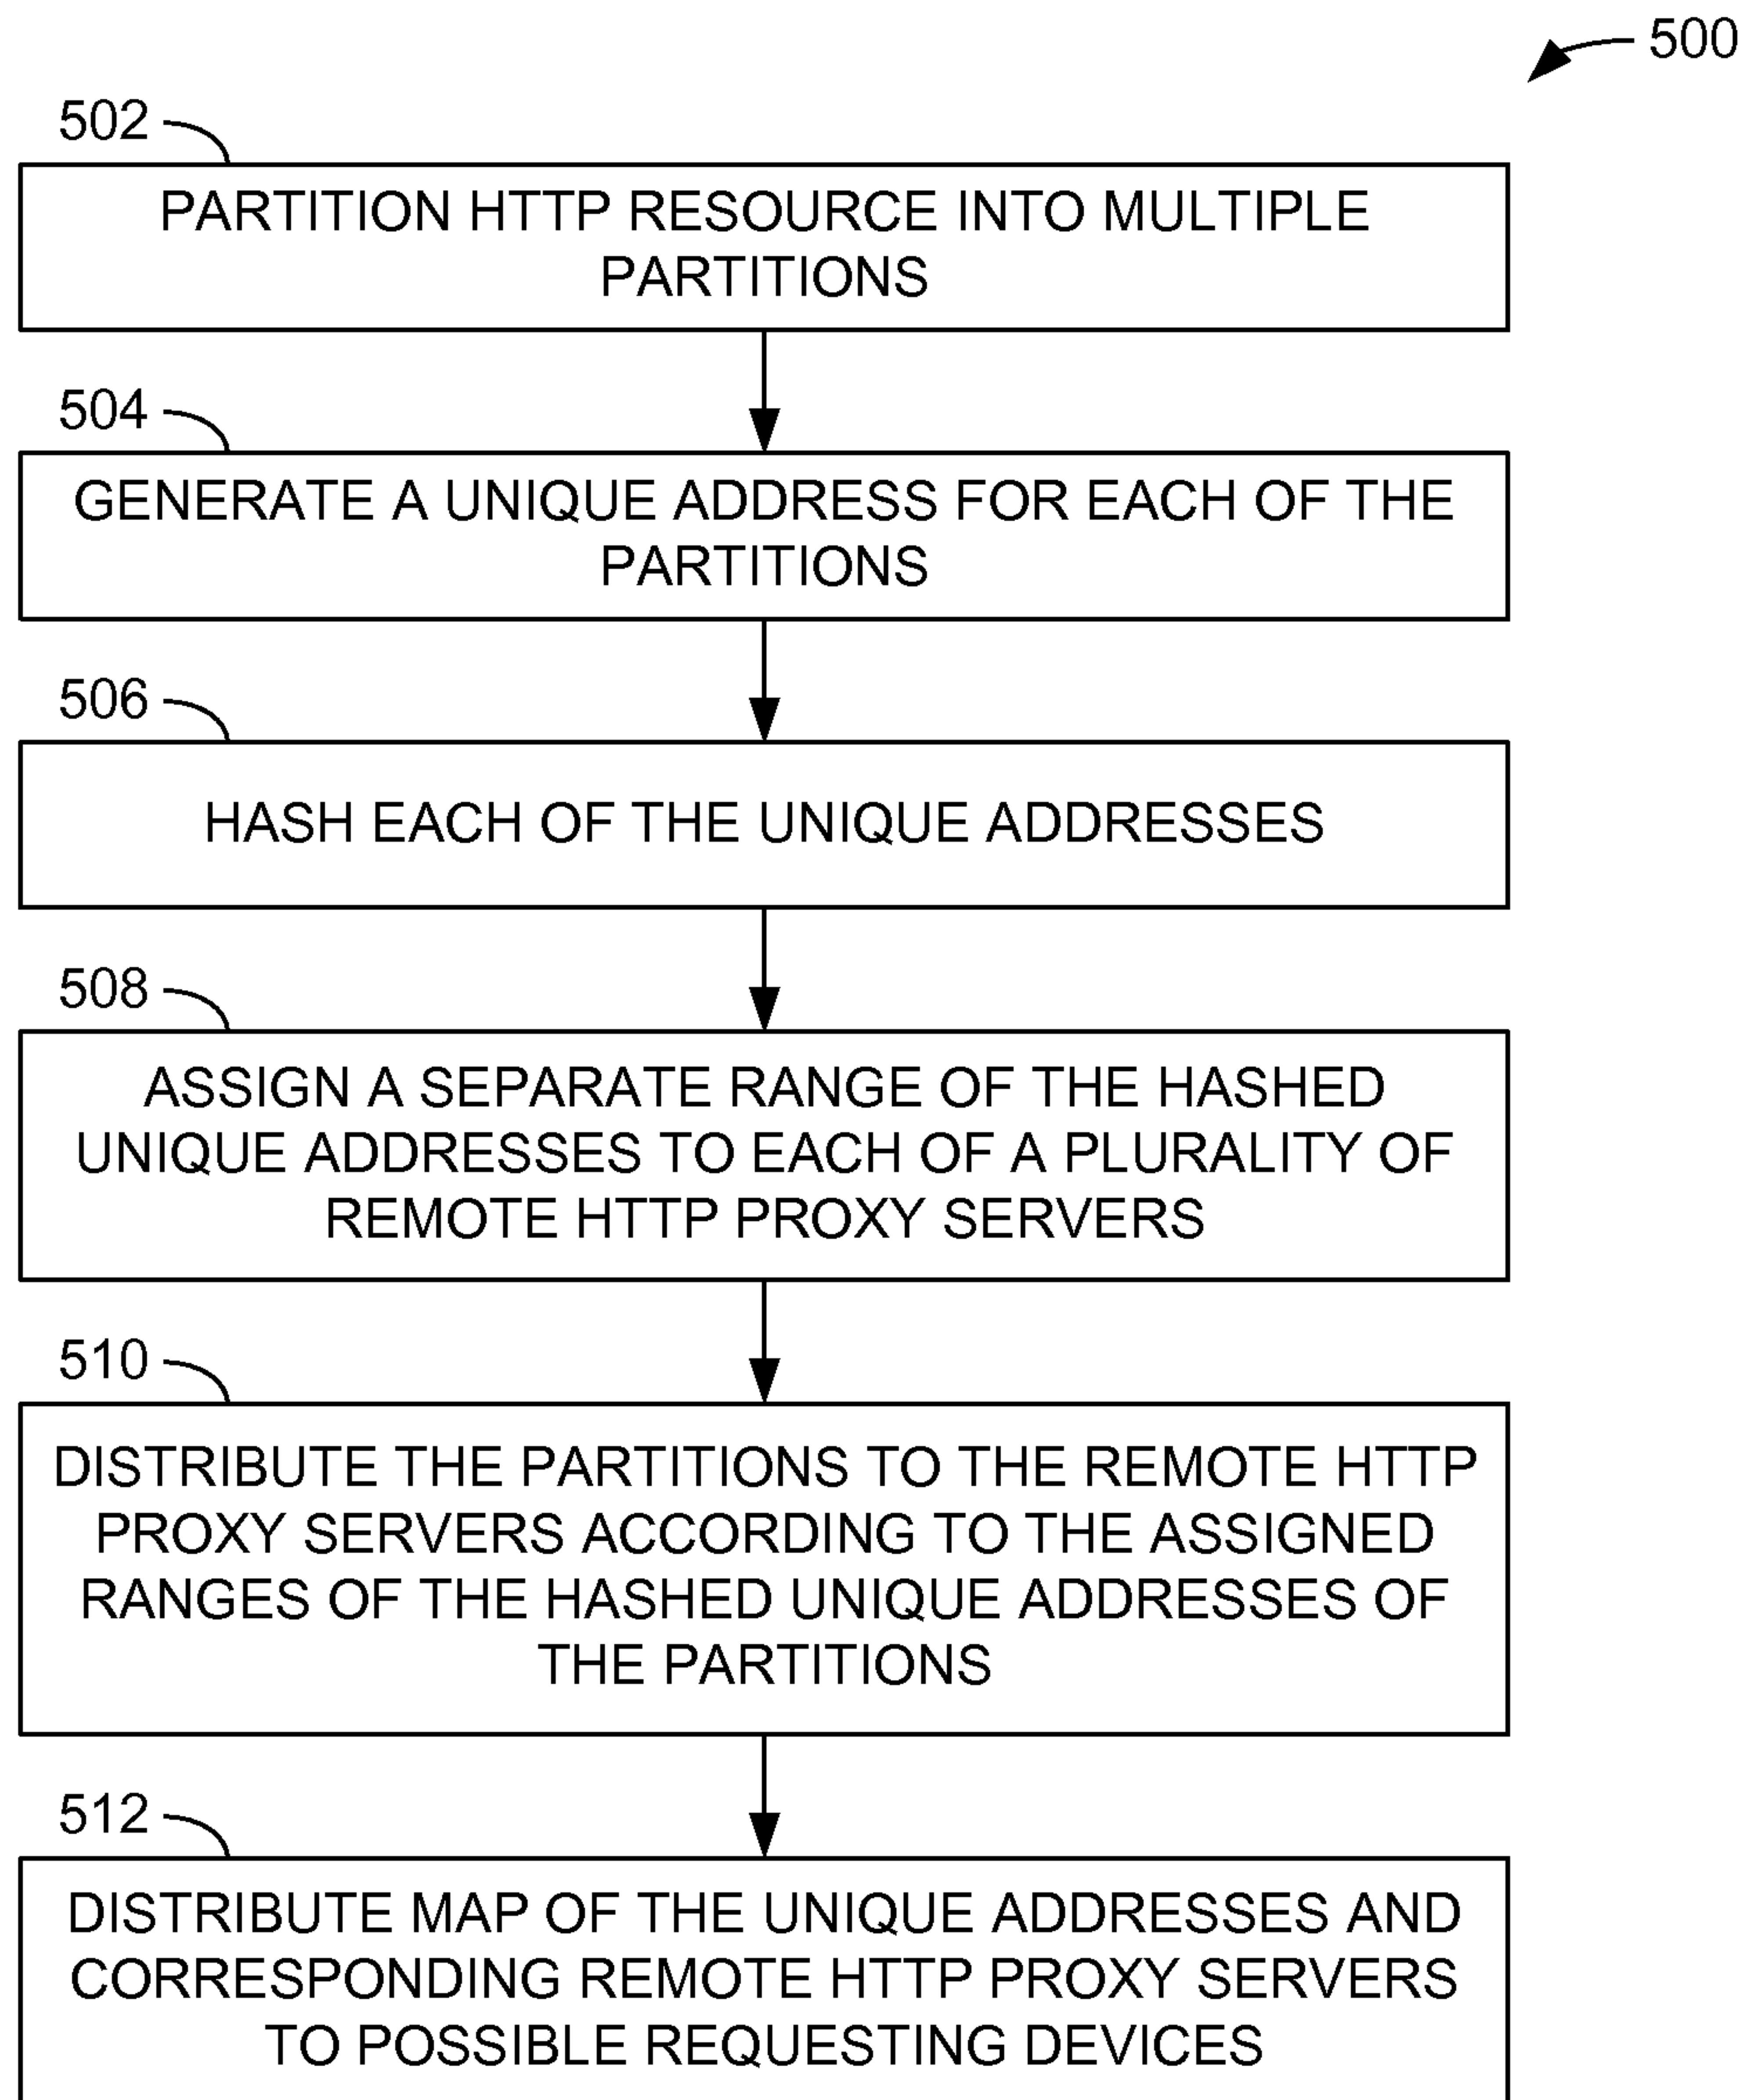 500
502
PARTITION HTTP RESOURCE INTO MULTIPLE
PARTITIONS
504
GENERATE A UNIQUE ADDRESS FOR EACH OF THE
PARTITIONS
506
HASH EACH OF THE UNIQUE ADDRESSES
508
ASSIGN A SEPARATE RANGE OF THE HASHED
UNIQUE ADDRESSES TO EACH OF A PLURALITY OF
REMOTE HTTP PROXY SERVERS
510
DISTRIBUTE THE PARTITIONS TO THE REMOTE HTTP
PROXY SERVERS ACCORDING TO THE ASSIGNED
RANGES OF THE HASHED UNIQUE ADDRESSES OF
THE PARTITIONS
512
DISTRIBUTE MAP OF THE UNIQUE ADDRESSES AND
CORRESPONDING REMOTE HTTP PROXY SERVERS
TO POSSIBLE REQUESTING DEVICES